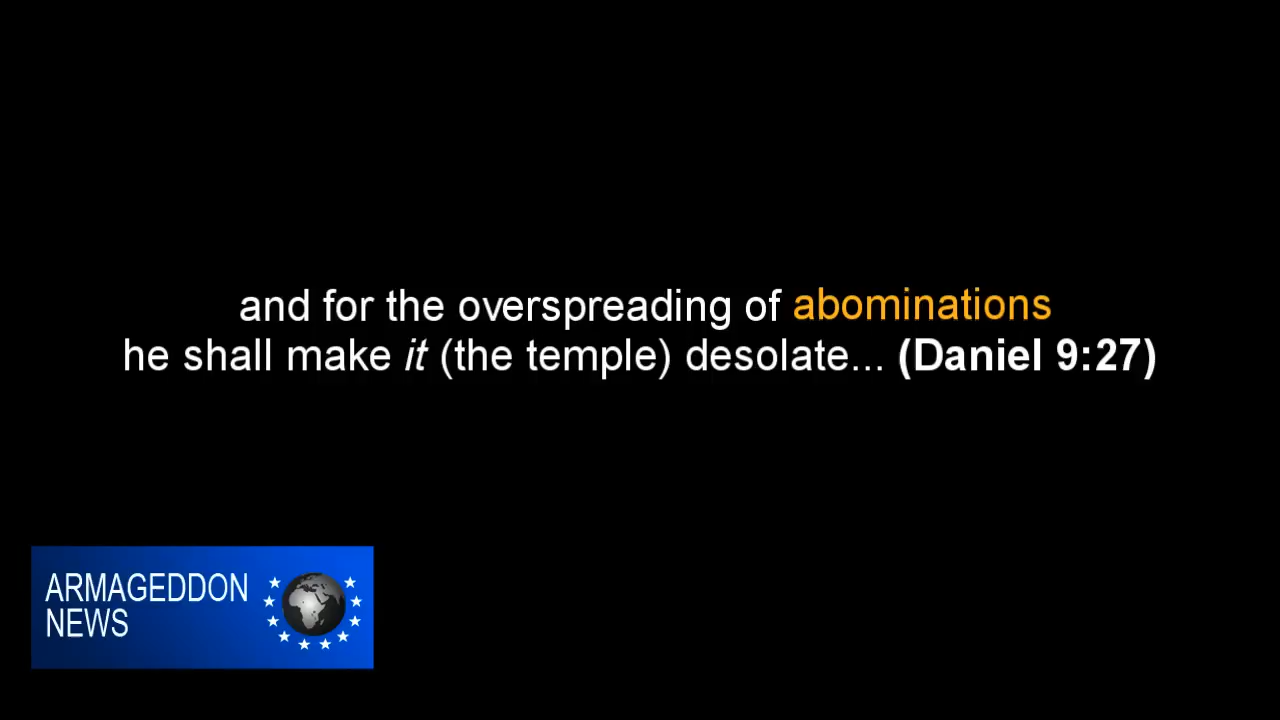 and for the overspreading of abominations
he shall make it (the temple) desolate... (Daniel 9:27)
ARMAGEDDON
NEWS